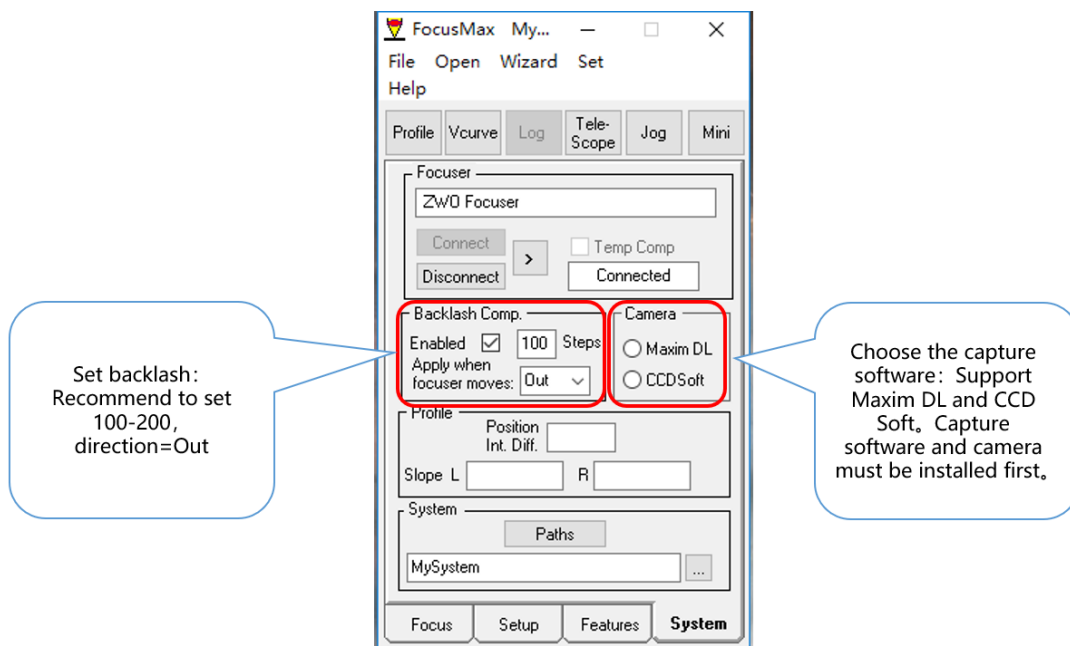 FocusMax My...
File Open Wizard Set
Help
Profile Vcurve Log Tele-
Scope Jog Mini
Focuser
ZWO Focuser
Connect
Temp Comp
>
Disconnect
Connected
Backlash Comp.
Enabled 100 Steps
Apply when
focuser moves: Out
Camera
Maxim DL
CCDSoft
Profile
Position
Int. Diff.
Slope L R
System
Paths
MySystem
...
Focus Setup Features System
Set backlash：
Recommend to set
100-200,
direction=Out
Choose the capture
software：Support
Maxim DL and CCD
Soft。Capture
software and camera
must be installed first。